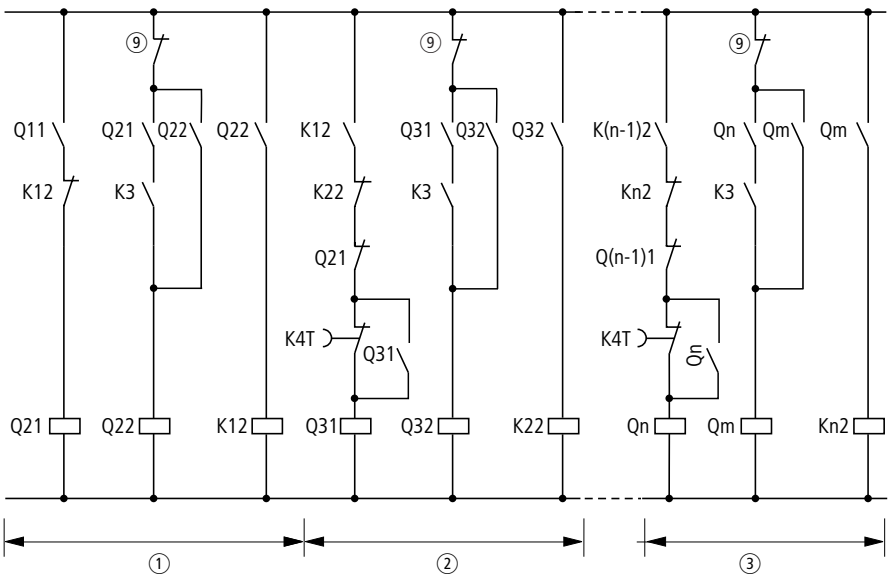 ⑨ ⑨ ⑨
Q11 Q21 Q22 Q22 K12 Q31 Q32 Q32 K(n-1)2 Qn Qm Qm
K12 K3 K22 K3 Kn2 K3
Q21 Q(n-1)1
K4T Q31 K4T Qn
Q21 Q22 K12 Q31 Q32 K22 Qn Qm Kn2
① ② ③